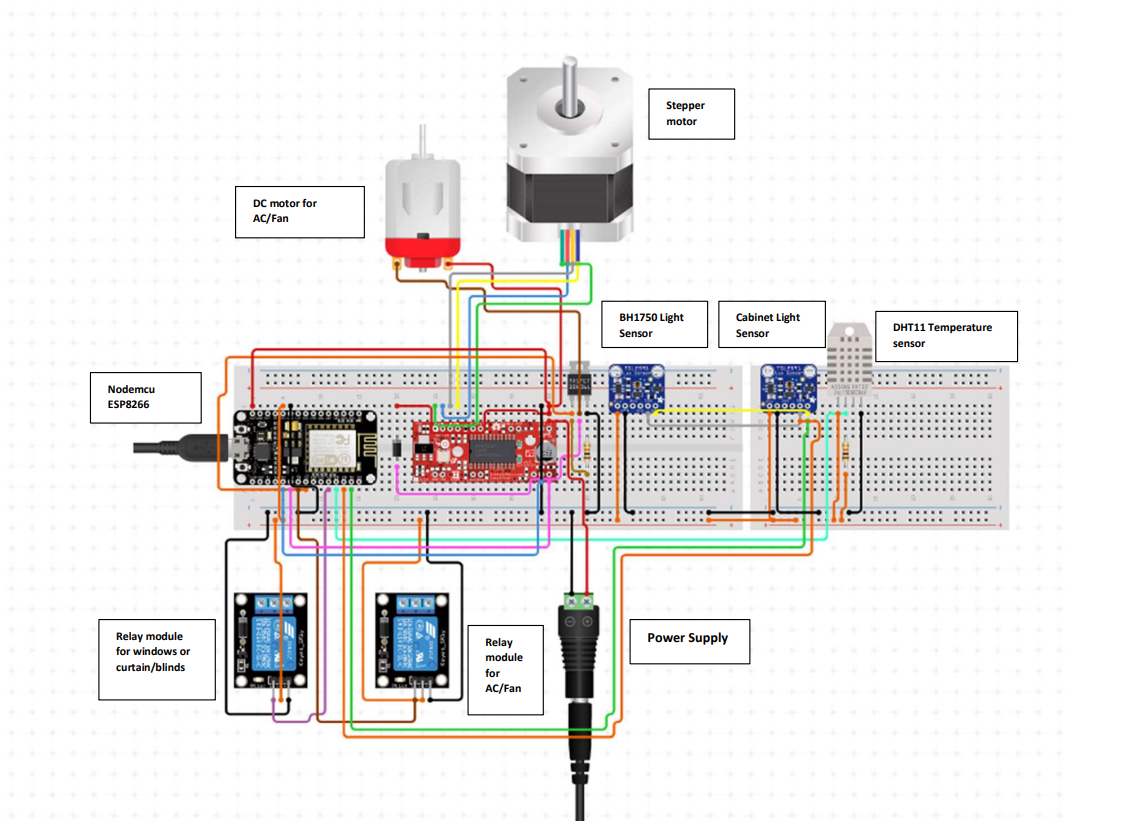 Stepper
motor
DC motor for
AC/Fan
BH1750 Light
Sensor
Cabinet Light
Sensor
DHT11 Temperature
sensor
Nodemcu
ESP8266
Relay module
for windows or
curtain/blinds
Relay
module
for
AC/Fan
Power Supply